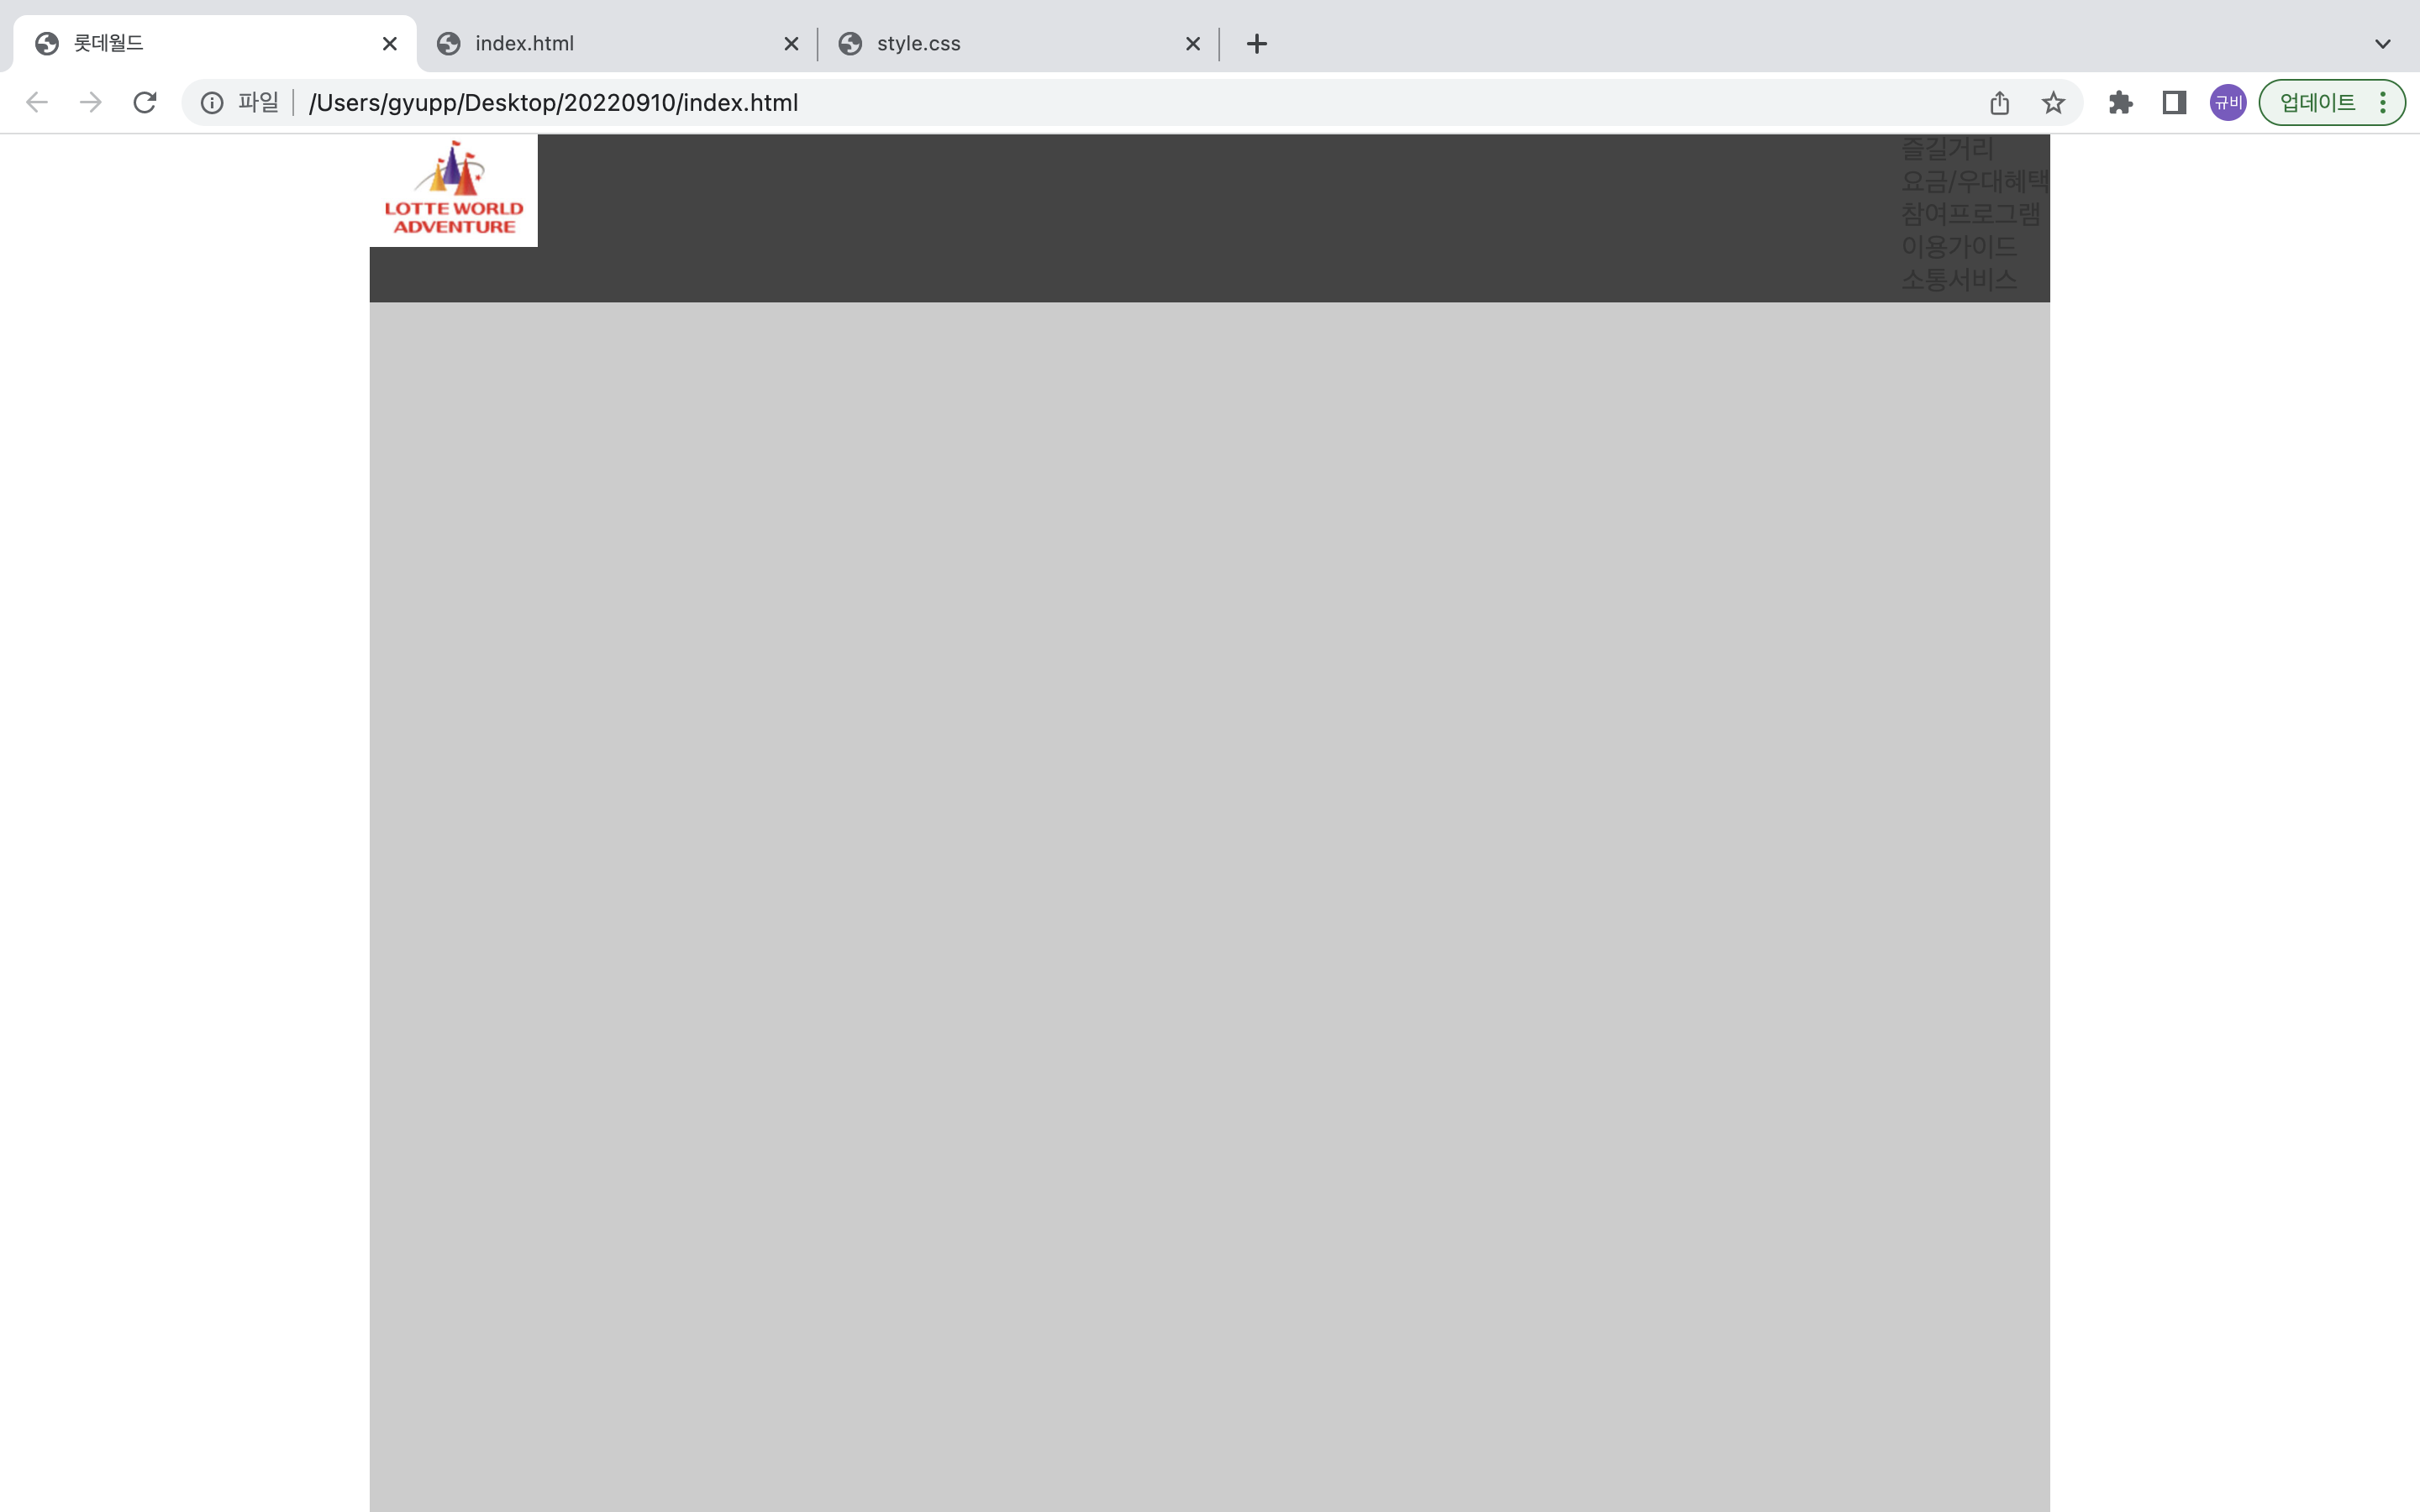 롯데월드
index.html
style.css
파일
/Users/gyupp/Desktop/20220910/index.html
규비
업데이트
LOTTE WORLD
ADVENTURE
즐길거리
요금/우대혜택
참여프로그램
이용가이드
소통서비스